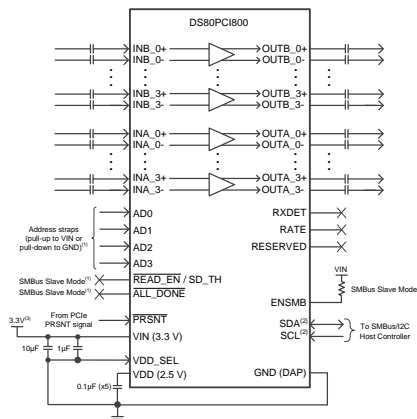 DS80PCI800
INB_0+
INB_0-
OUTB_0+
OUTB_0-
INB_3+
INB_3-
OUTB_3+
OUTB_3-
INA_0+
INA_0-
OUTA_0+
OUTA_0-
INA_3+
INA_3-
OUTA_3+
OUTA_3-
Address straps
(pull-up to VIN or
pull-down to GND)(1)
AD0
AD1
AD2
AD3
RXDET
RATE
RESERVED
SMBus Slave Mode(1)
READ_EN / SD_TH
SMBus Slave Mode(1)
ALL_DONE
VIN
SMBus Slave Mode
ENSMB
From PCIe
PRSNT signal
PRSNT
SDA(2)
SCL(2)
To SMBus/I2C
Host Controller
3.3V(3)
VIN (3.3 V)
10µF
1µF
VDD_SEL
VDD (2.5 V)
0.1µF (x5)
GND (DAP)